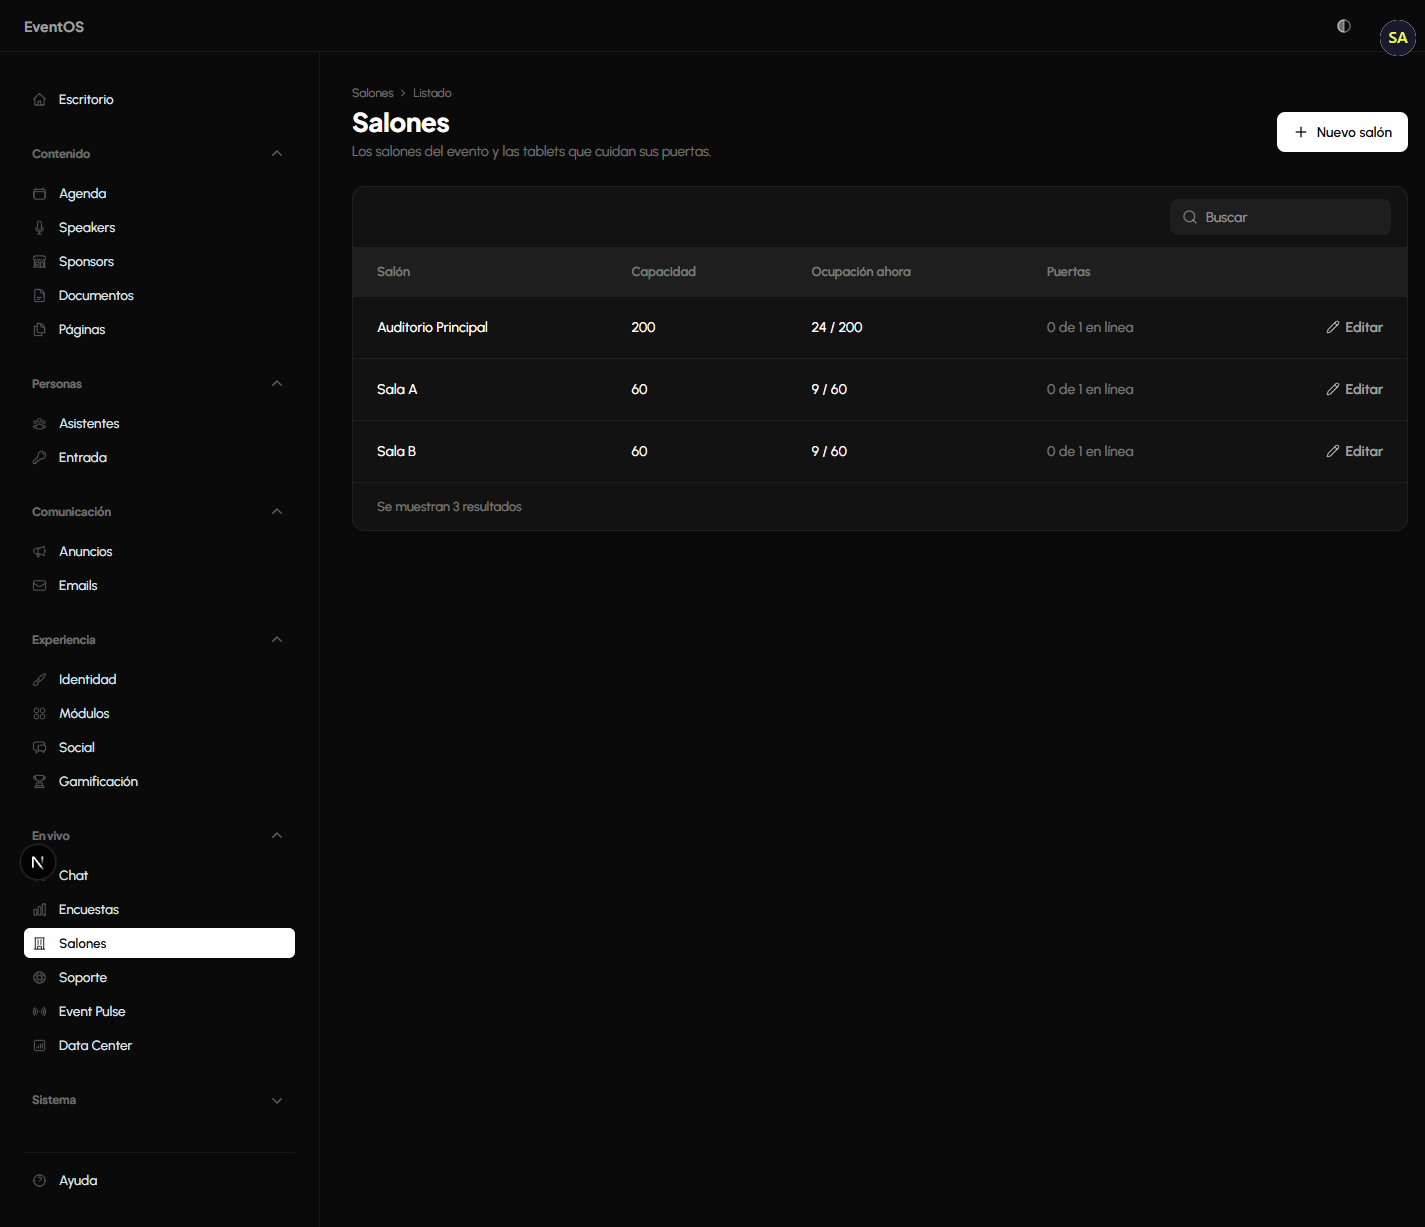 EventOS
SA
Escritorio
Contenido
Agenda
Speakers
Sponsors
Documentos
Páginas
Personas
Asistentes
Entrada
Comunicación
Anuncios
Emails
Experiencia
Identidad
Módulos
Social
Gamificación
En vivo
N
Chat
Encuestas
Salones
Soporte
Event Pulse
Data Center
Sistema
Ayuda
Salones > Listado
Salones
Los salones del evento y las tablets que cuidan sus puertas.
+ Nuevo salón
Buscar
Salón Capacidad Ocupación ahora Puertas
Auditorio Principal 200 24 / 200 0 de 1 en línea Editar
Sala A 60 9 / 60 0 de 1 en línea Editar
Sala B 60 9 / 60 0 de 1 en línea Editar
Se muestran 3 resultados